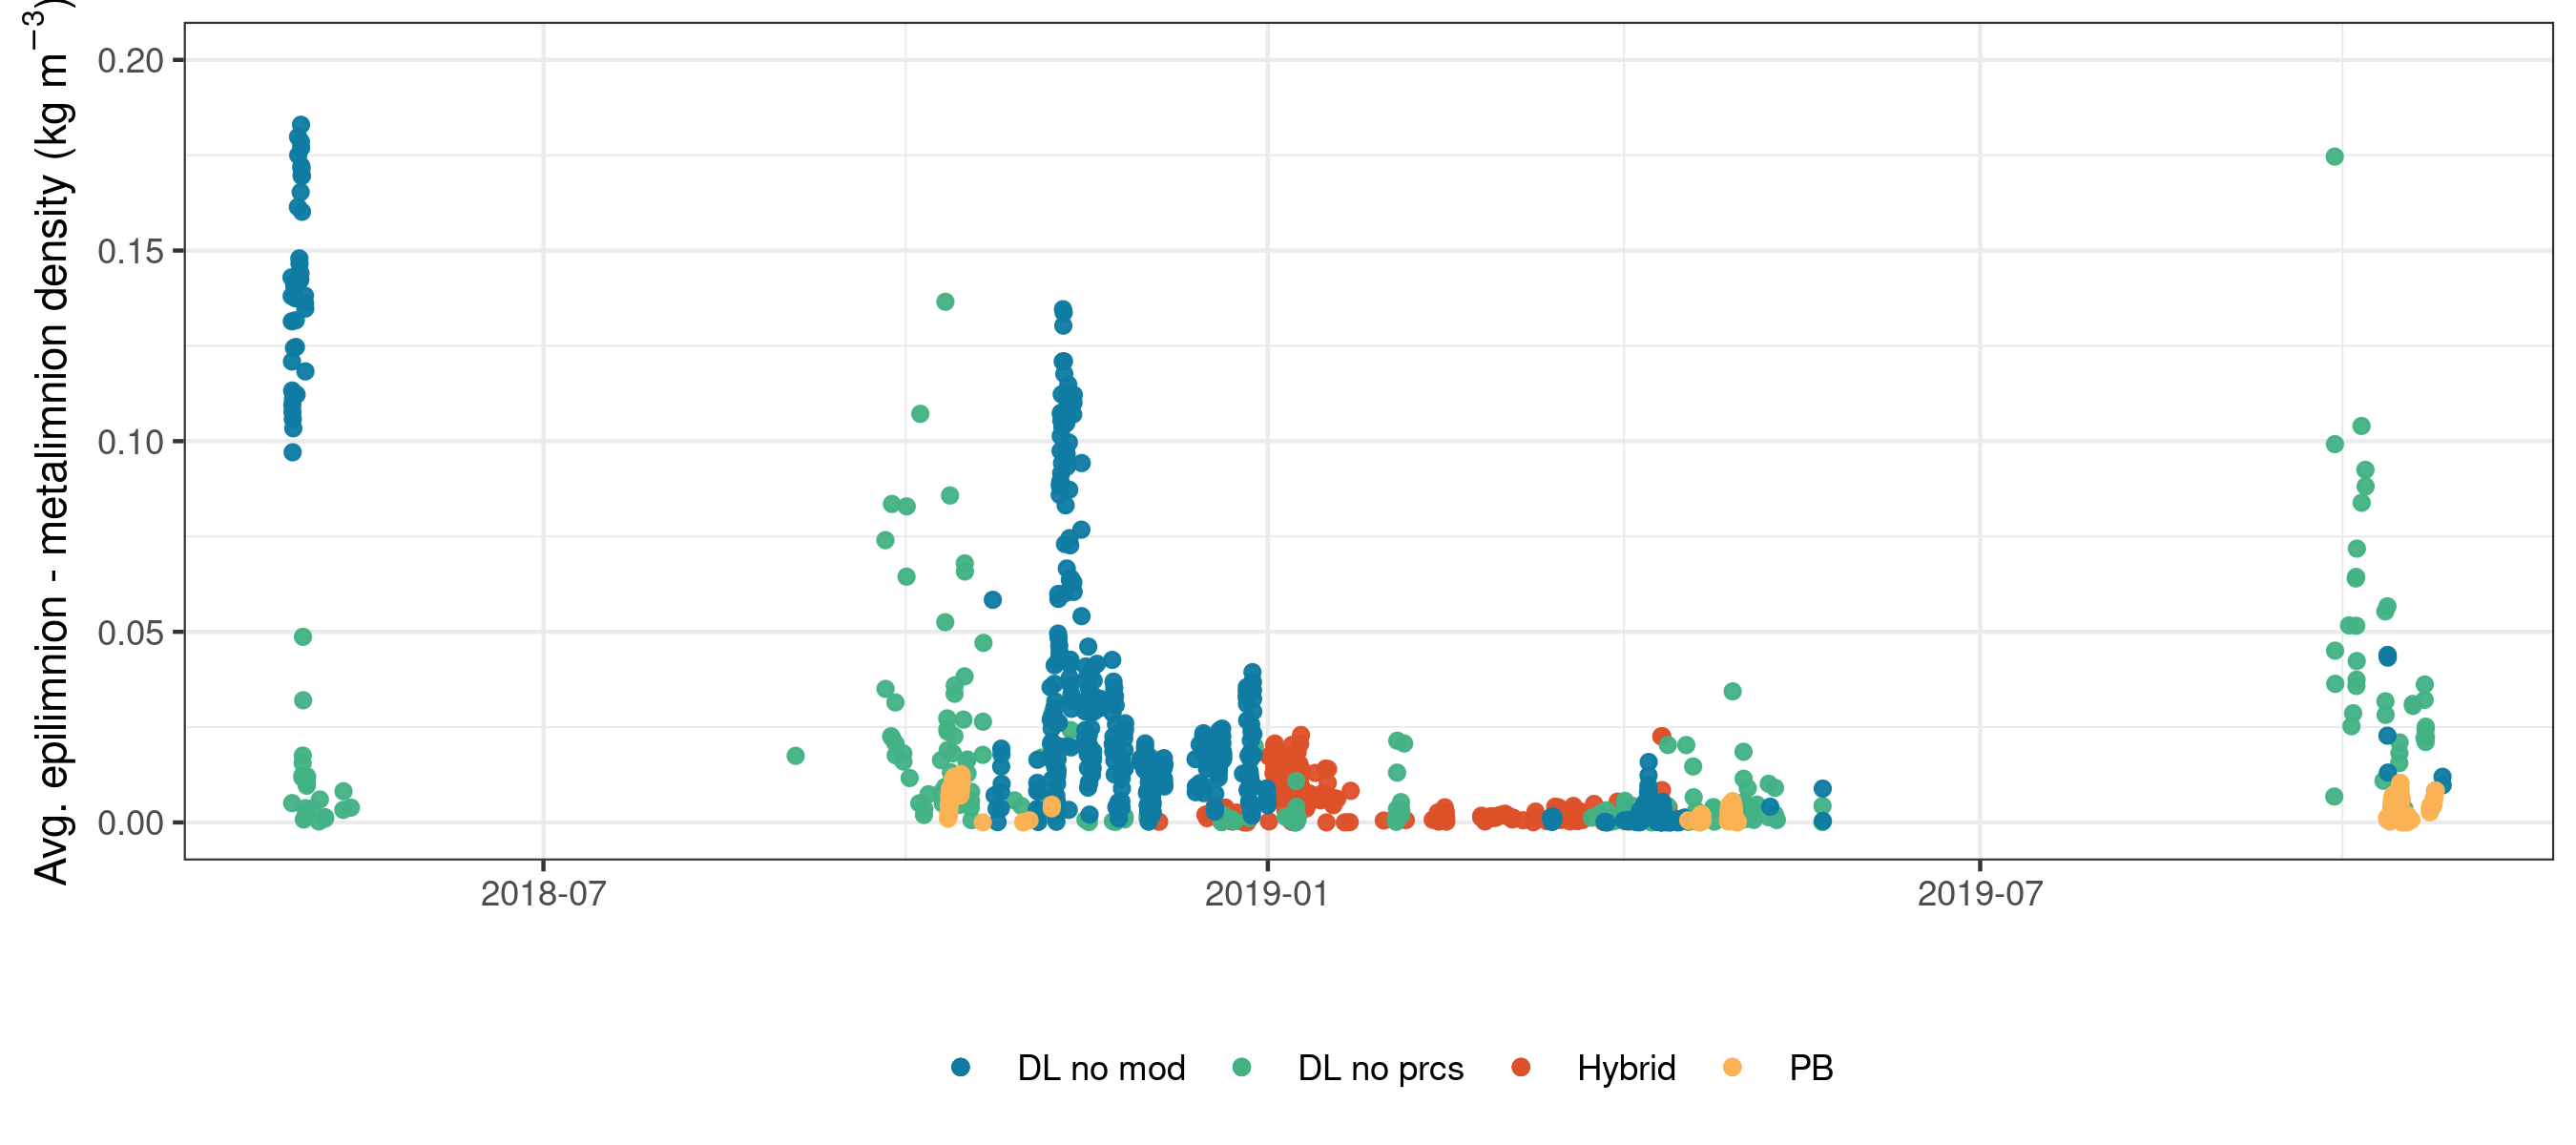 Avg. epilimnion - metalimnion density (kg m⁻³)
0.20
0.15
0.10
0.05
0.00
2018-07 2019-01 2019-07
DL no mod DL no prcs Hybrid PB